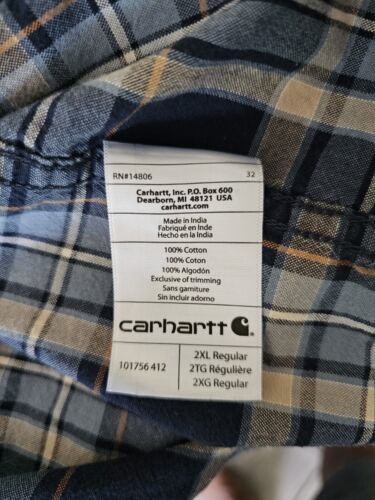 RN#14806 32
Carhartt, Inc. P.O. Box 600
Dearborn, MI 48121 USA
carhartt.com
Made in India
Fabriqué en Inde
Hecho en la India
100% Cotton
100% Coton
100% Algodón
Exclusive of trimming
Sans garniture
Sin incluir adorno
carhartt
101756 412
2XL Regular
2TG Régulière
2XG Regular